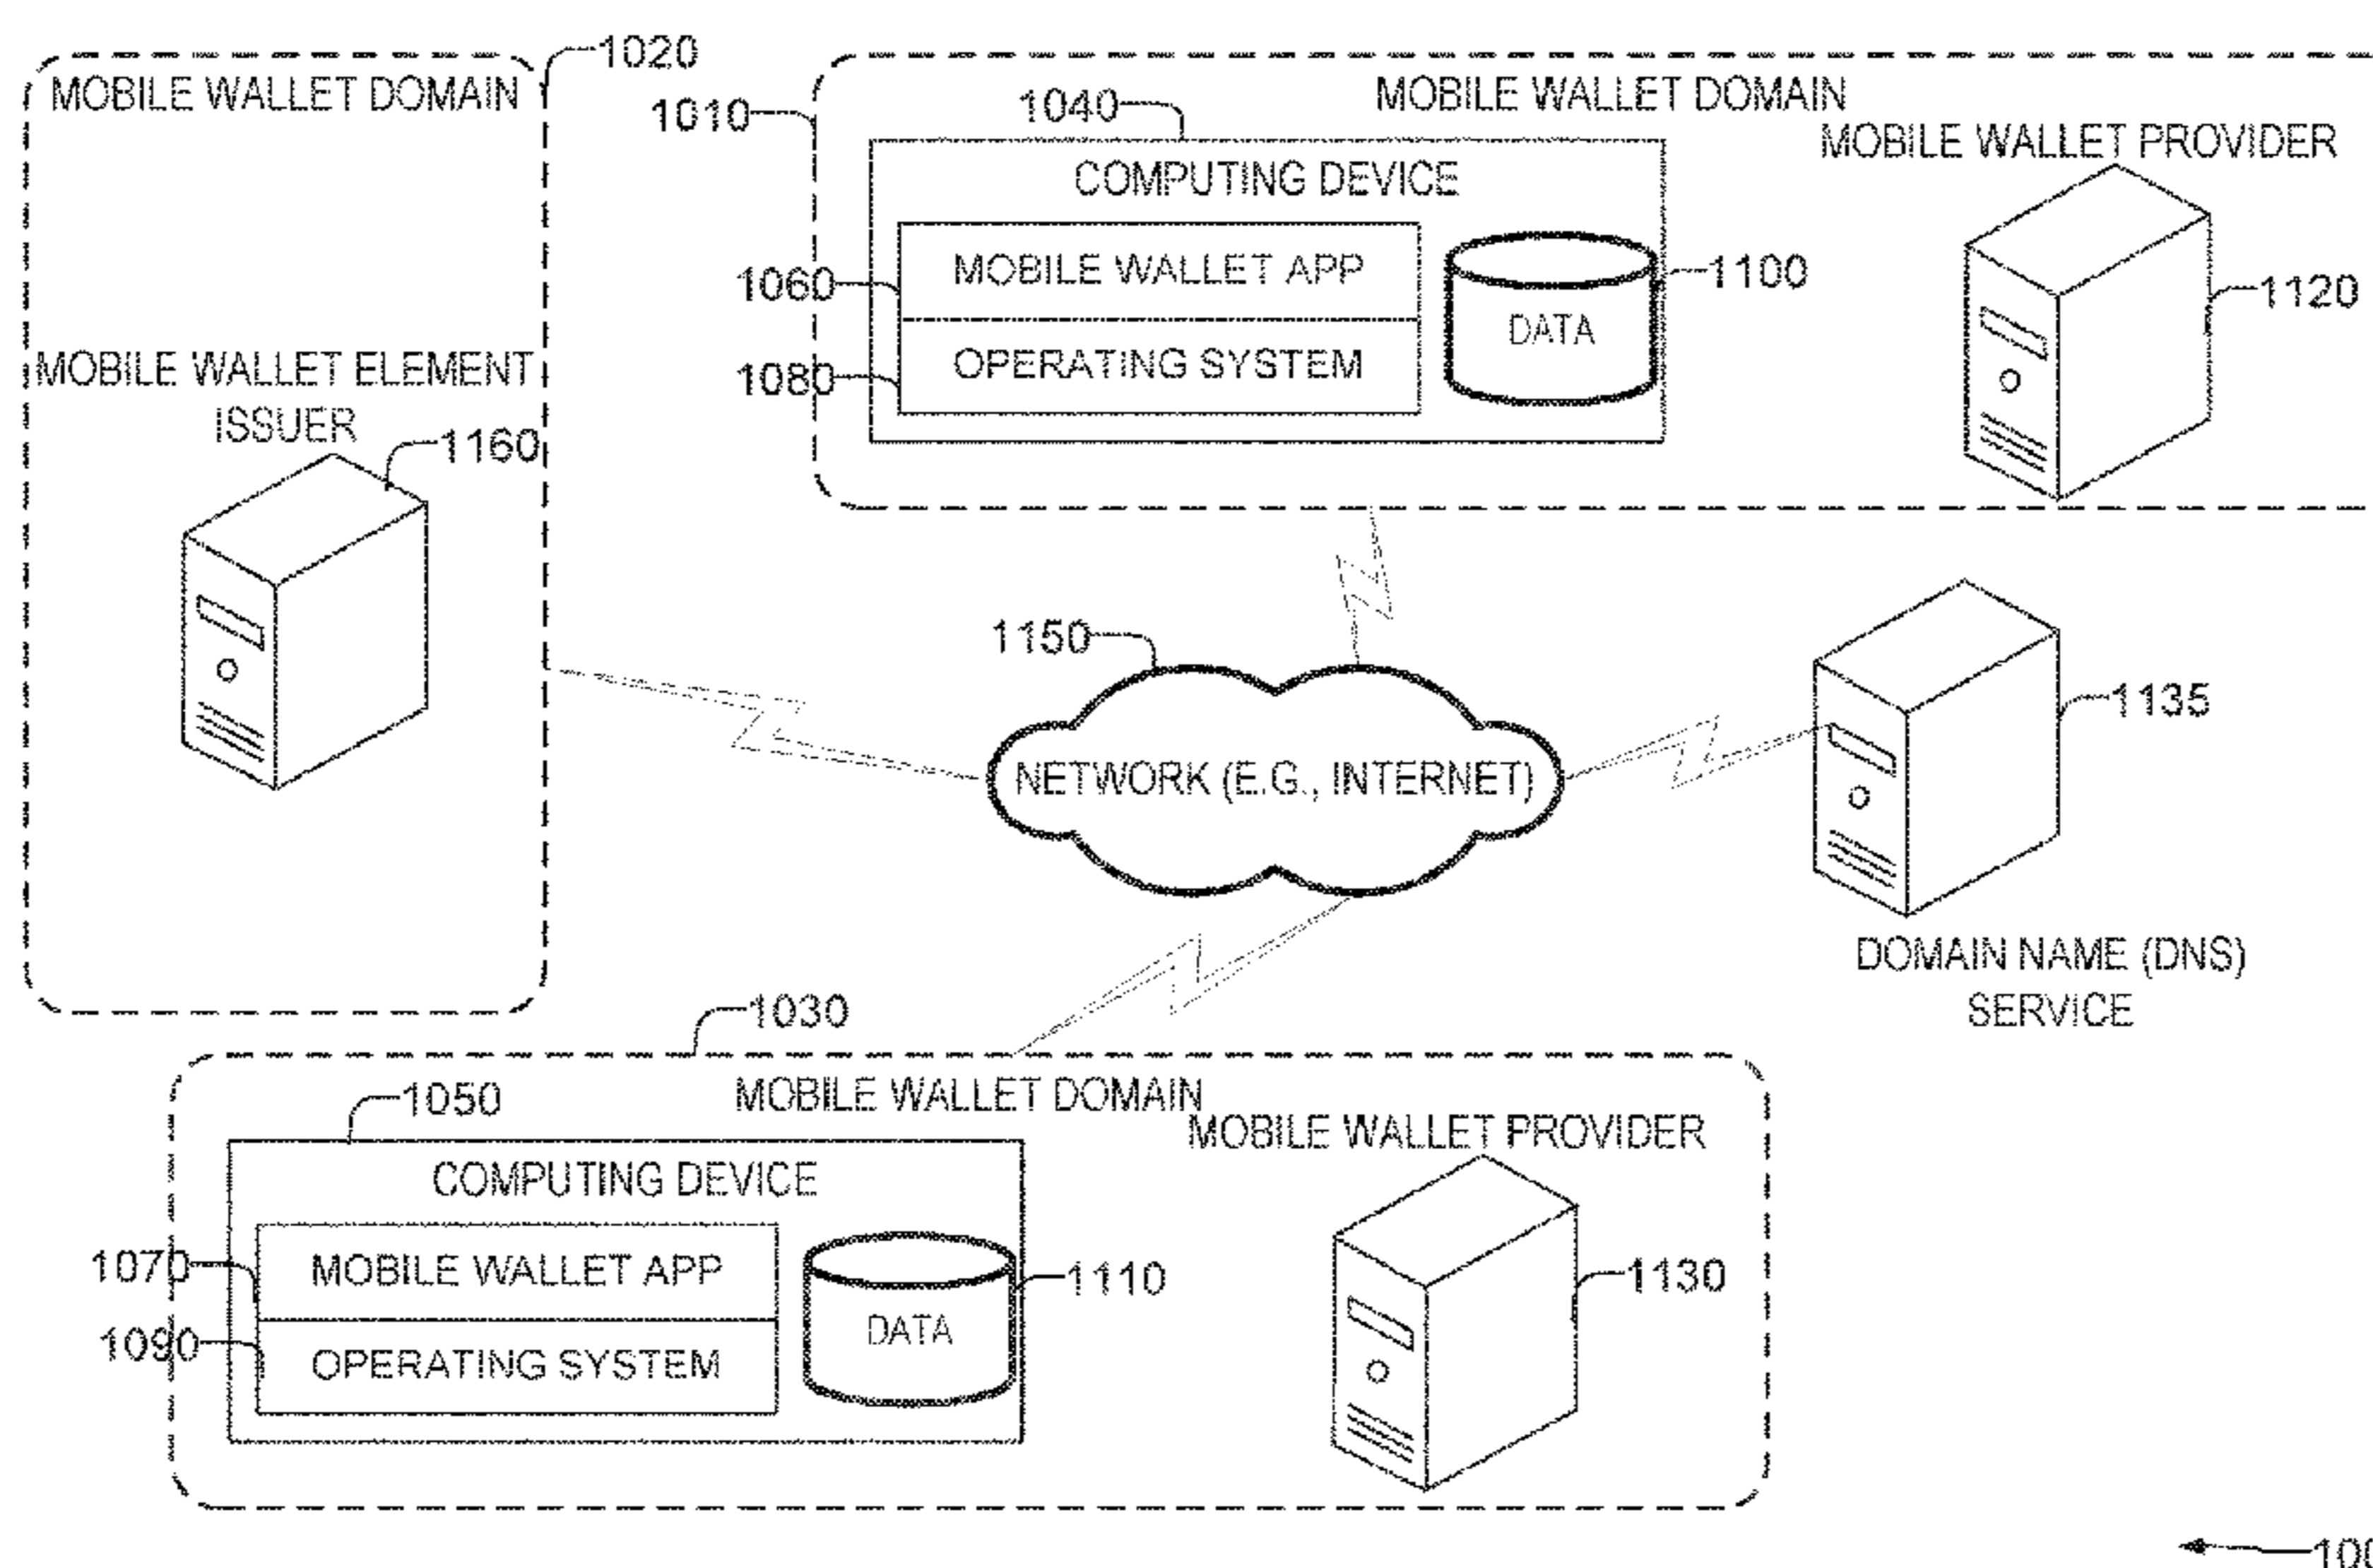 1020
MOBILE WALLET DOMAIN
MOBILE WALLET ELEMENT
ISSUER
1160
1010
1040
MOBILE WALLET DOMAIN
MOBILE WALLET PROVIDER
COMPUTING DEVICE
1060
MOBILE WALLET APP
1100
1120
1080
OPERATING SYSTEM
DATA
1150
NETWORK (E.G., INTERNET)
1135
DOMAIN NAME (DNS)
SERVICE
1030
1050
MOBILE WALLET DOMAIN
MOBILE WALLET PROVIDER
COMPUTING DEVICE
1070
MOBILE WALLET APP
1110
1130
1090
OPERATING SYSTEM
DATA